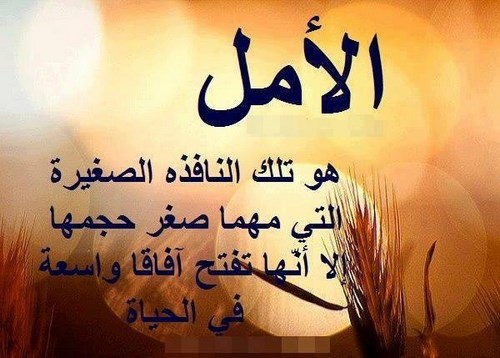 الأمل
هو تلك النافذه الصغيرة
التي مهما صغر حجمها
إلا أنّها تفتح آفاقا واسعة
في الحياة